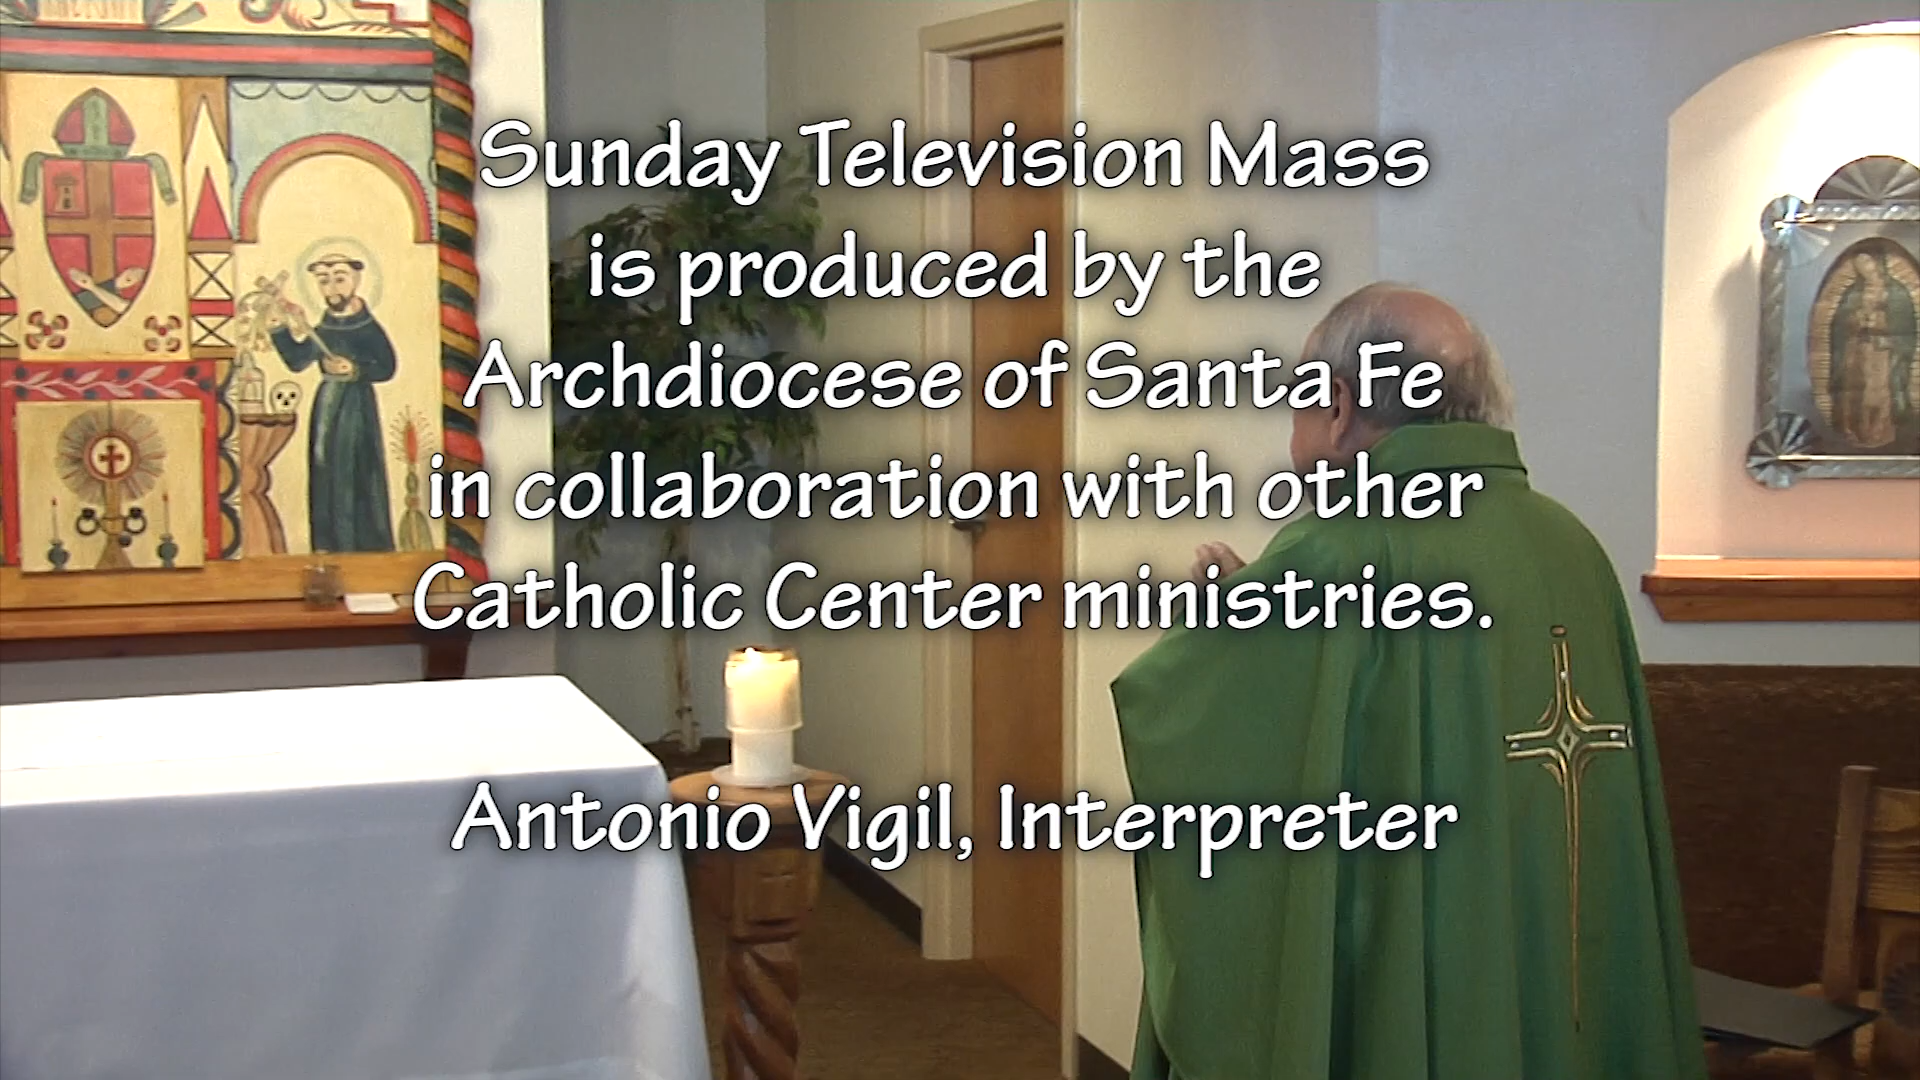 Sunday Television Mass
is produced by the
Archdiocese of Santa Fe
in collaboration with other
Catholic Center ministries.
Antonio Vigil, Interpreter